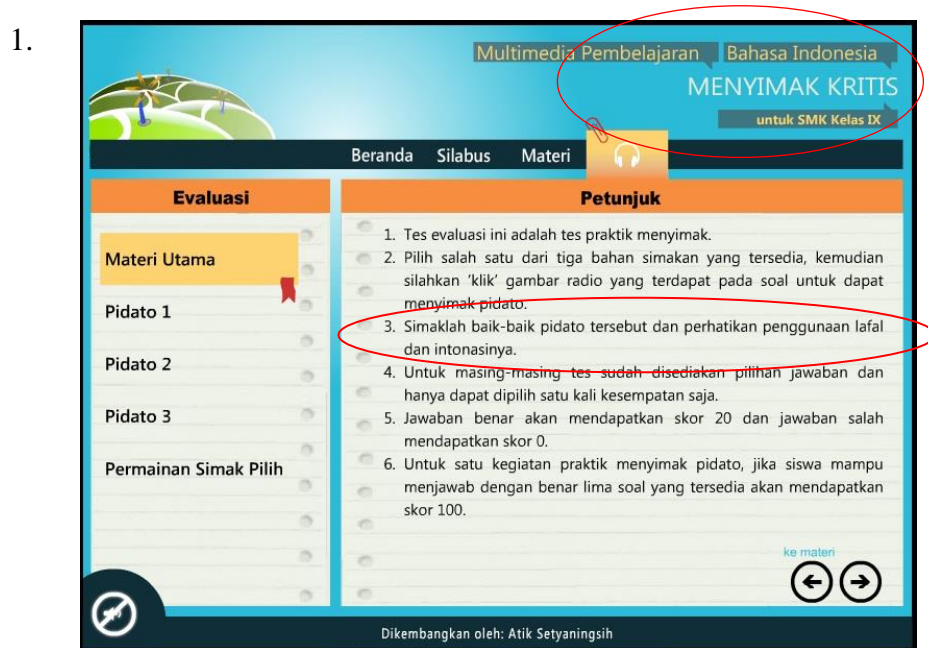 1.
Multimedia Pembelajaran Bahasa Indonesia
MENYIMAK KRITIS
untuk SMK Kelas IX
Beranda Silabus Materi
Evaluasi
Materi Utama
Pidato 1
Pidato 2
Pidato 3
Permainan Simak Pilih
Petunjuk
1. Tes evaluasi ini adalah tes praktik menyimak.
2. Pilih salah satu dari tiga bahan simakan yang tersedia, kemudian
silahkan 'klik' gambar radio yang terdapat pada soal untuk dapat
menyimak pidato.
3. Simaklah baik-baik pidato tersebut dan perhatikan penggunaan lafal
dan intonasinya.
4. Untuk masing-masing tes sudah disediakan pilihan jawaban dan
hanya dapat dipilih satu kali kesempatan saja.
5. Jawaban benar akan mendapatkan skor 20 dan jawaban salah
mendapatkan skor 0.
6. Untuk satu kegiatan praktik menyimak pidato, jika siswa mampu
menjawab dengan benar lima soal yang tersedia akan mendapatkan
skor 100.
ke materi
Dikembangkan oleh: Atik Setyaningsih